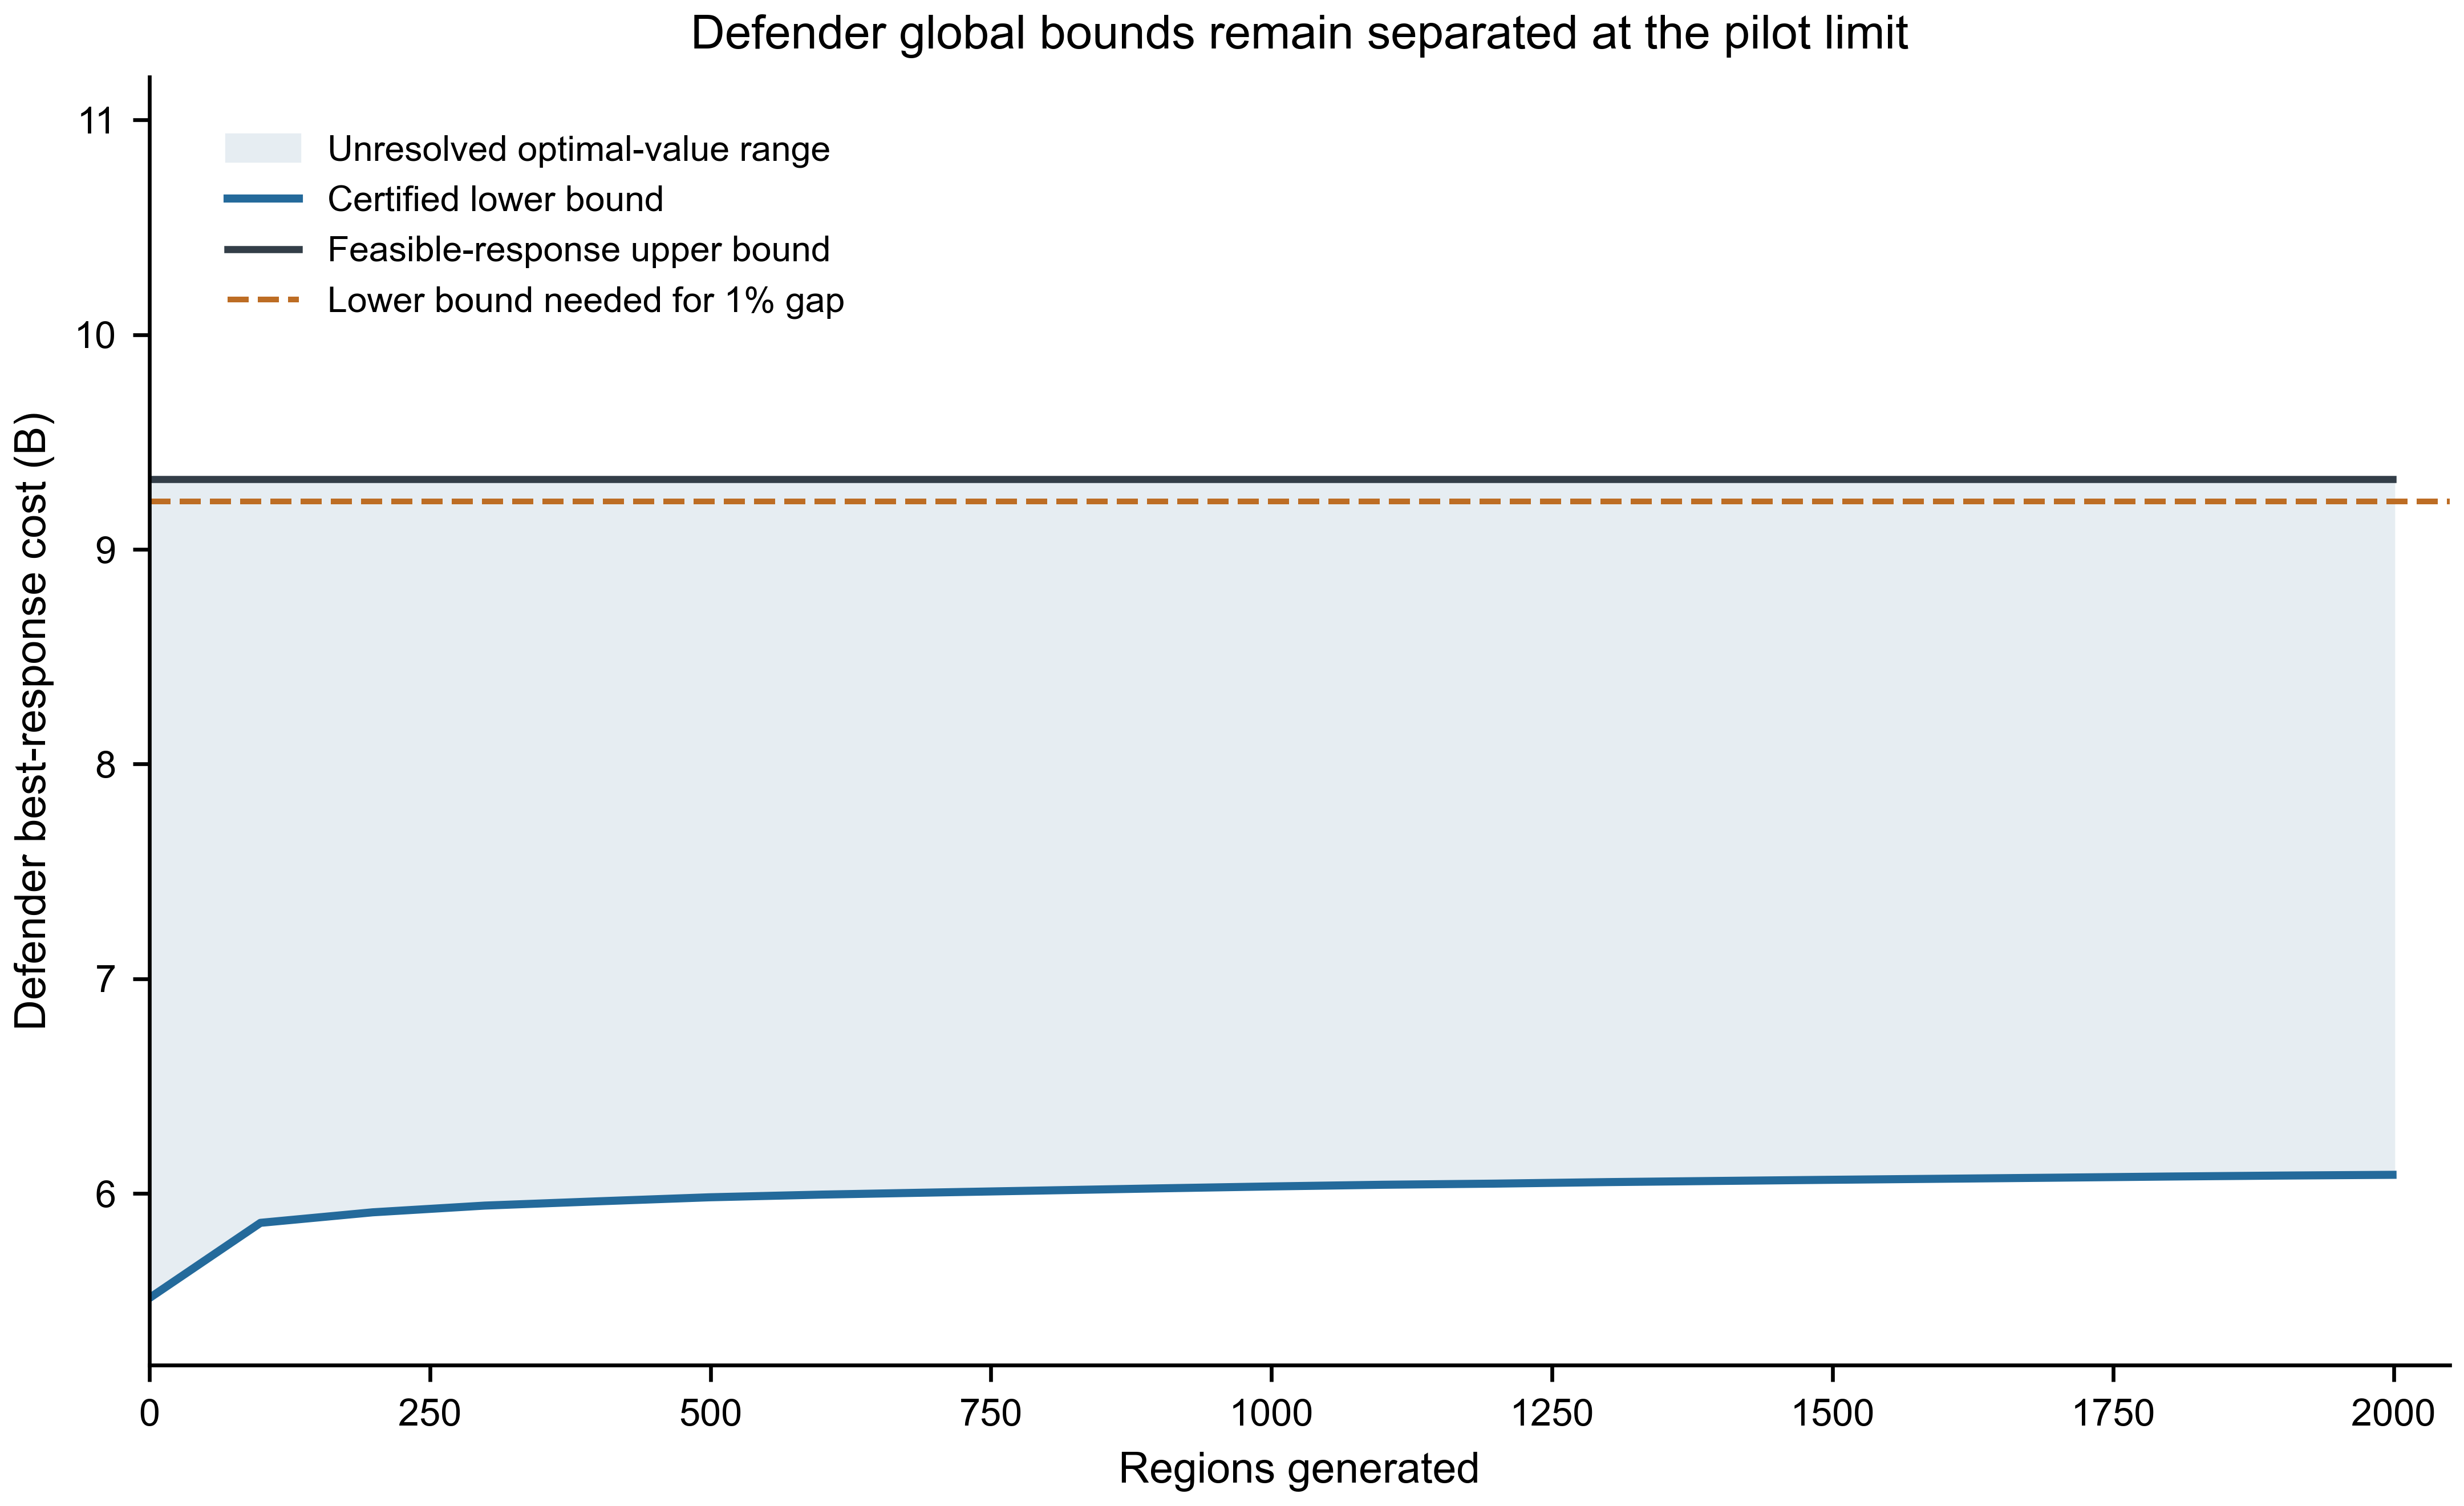 Defender global bounds remain separated at the pilot limit
11
10
9
8
7
6
Defender best-response cost (B)
Unresolved optimal-value range
Certified lower bound
Feasible-response upper bound
Lower bound needed for 1% gap
0 250 500 750 1000 1250 1500 1750 2000
Regions generated